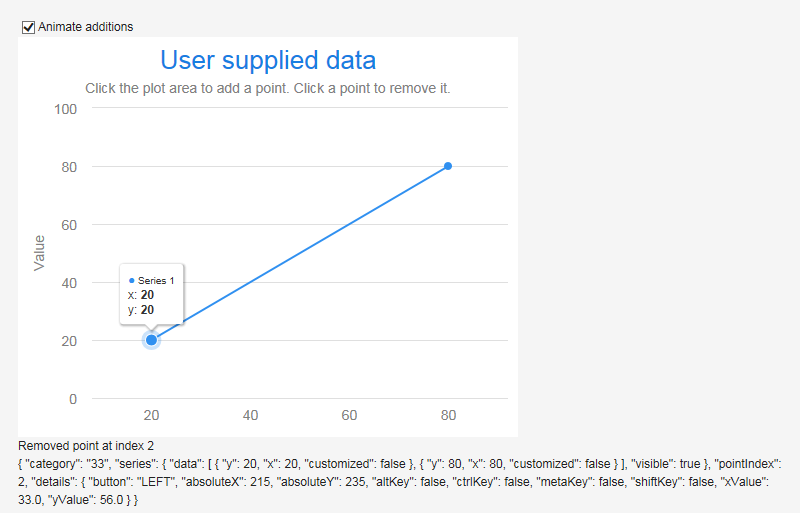 Animate additions
User supplied data
Click the plot area to add a point. Click a point to remove it.
100
80
60
40
20
0
Value
Series 1
x: 20
y: 20
20 40 60 80
Removed point at index 2
{ "category": "33", "series": { "data": [ { "y": 20, "x": 20, "customized": false }, { "y": 80, "x": 80, "customized": false } ], "visible": true }, "pointIndex":
2, "details": { "button": "LEFT", "absoluteX": 215, "absoluteY": 235, "altKey": false, "ctrlKey": false, "metaKey": false, "shiftKey": false, "xValue":
33.0, "yValue": 56.0 } }